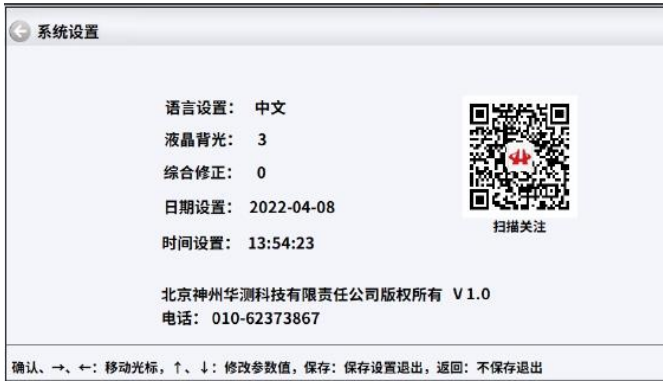 系统设置
语言设置： 中文
液晶背光： 3
综合修正： 0
日期设置： 2022-04-08
时间设置： 13:54:23
扫描关注
北京神州华测科技有限责任公司版权所有 V 1.0
电话： 010-62373867
确认、→、←：移动光标，↑、↓：修改参数值，保存：保存设置退出，返回：不保存退出